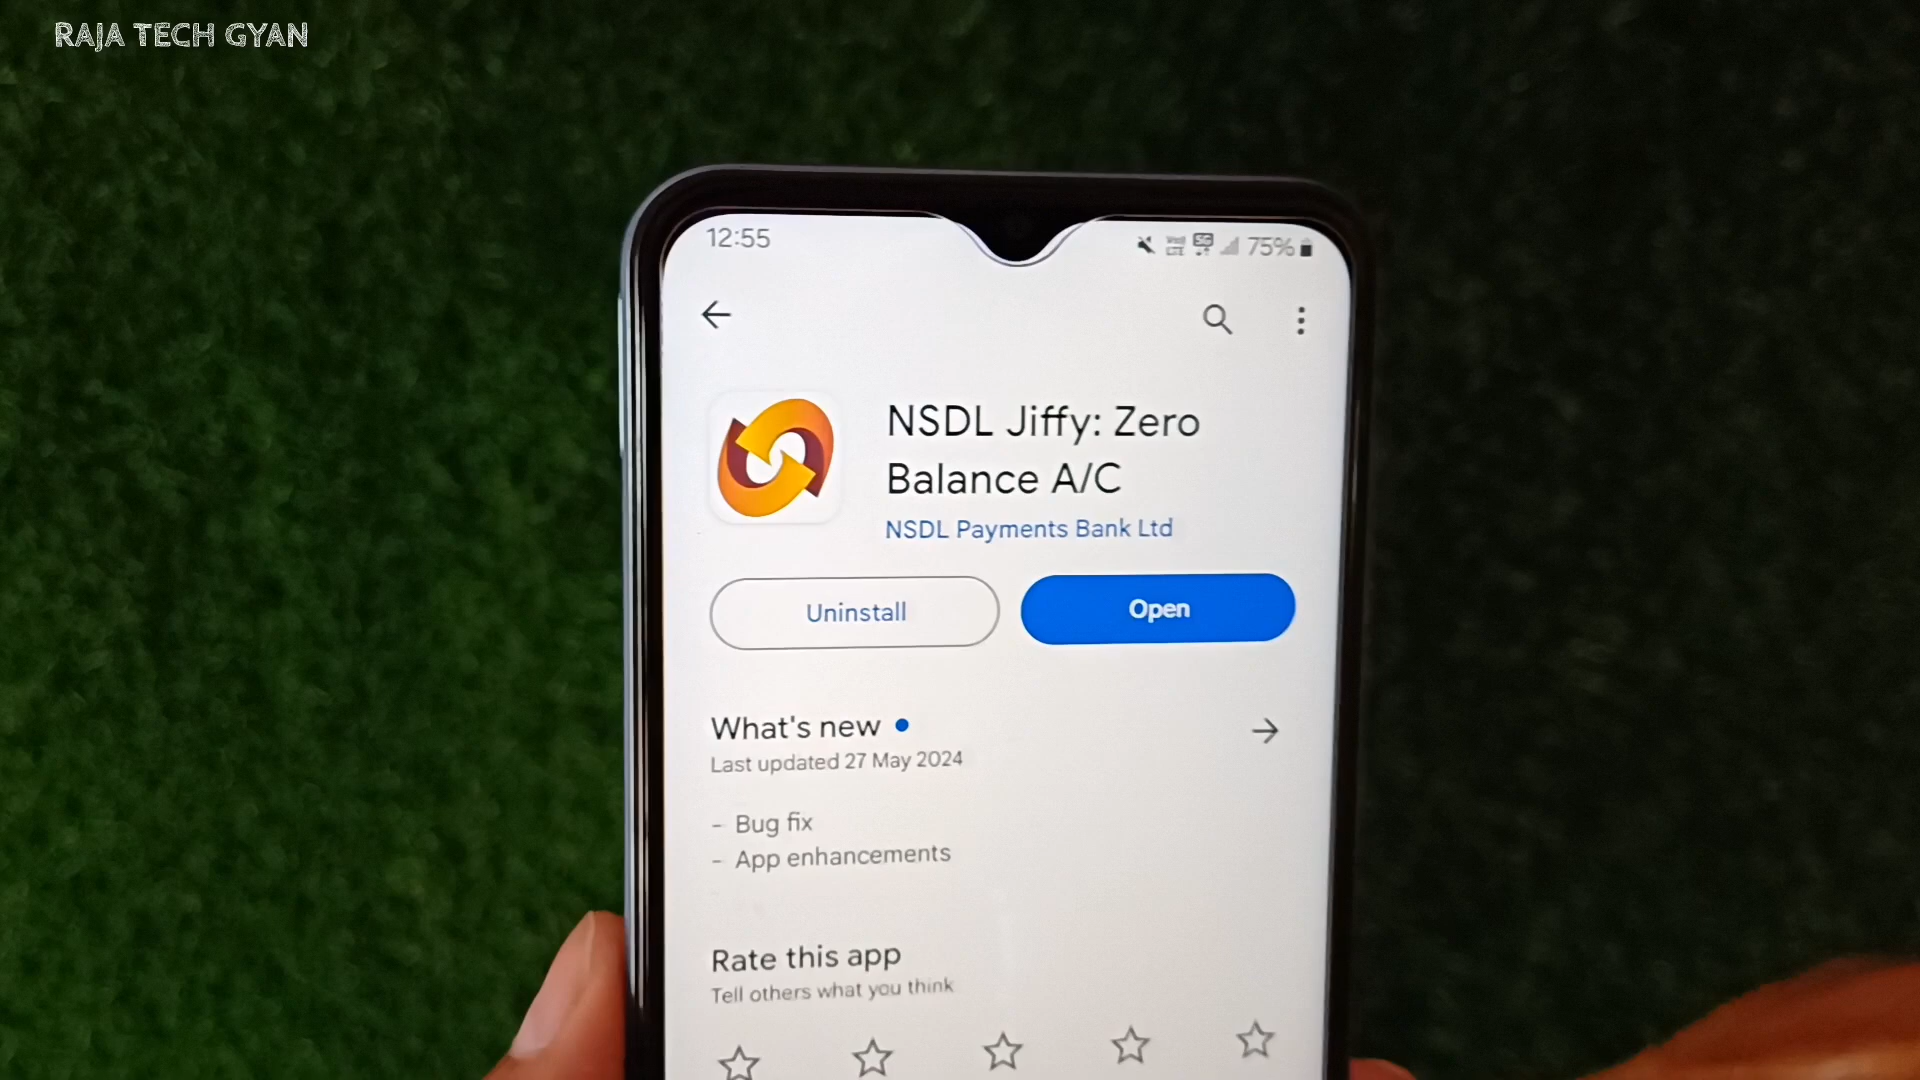 RAJA TECH GYAN
12:55
75%
NSDL Jiffy: Zero
Balance A/C
NSDL Payments Bank Ltd
Uninstall
Open
What's new
Last updated 27 May 2024
- Bug fix
- App enhancements
Rate this app
Tell others what you think